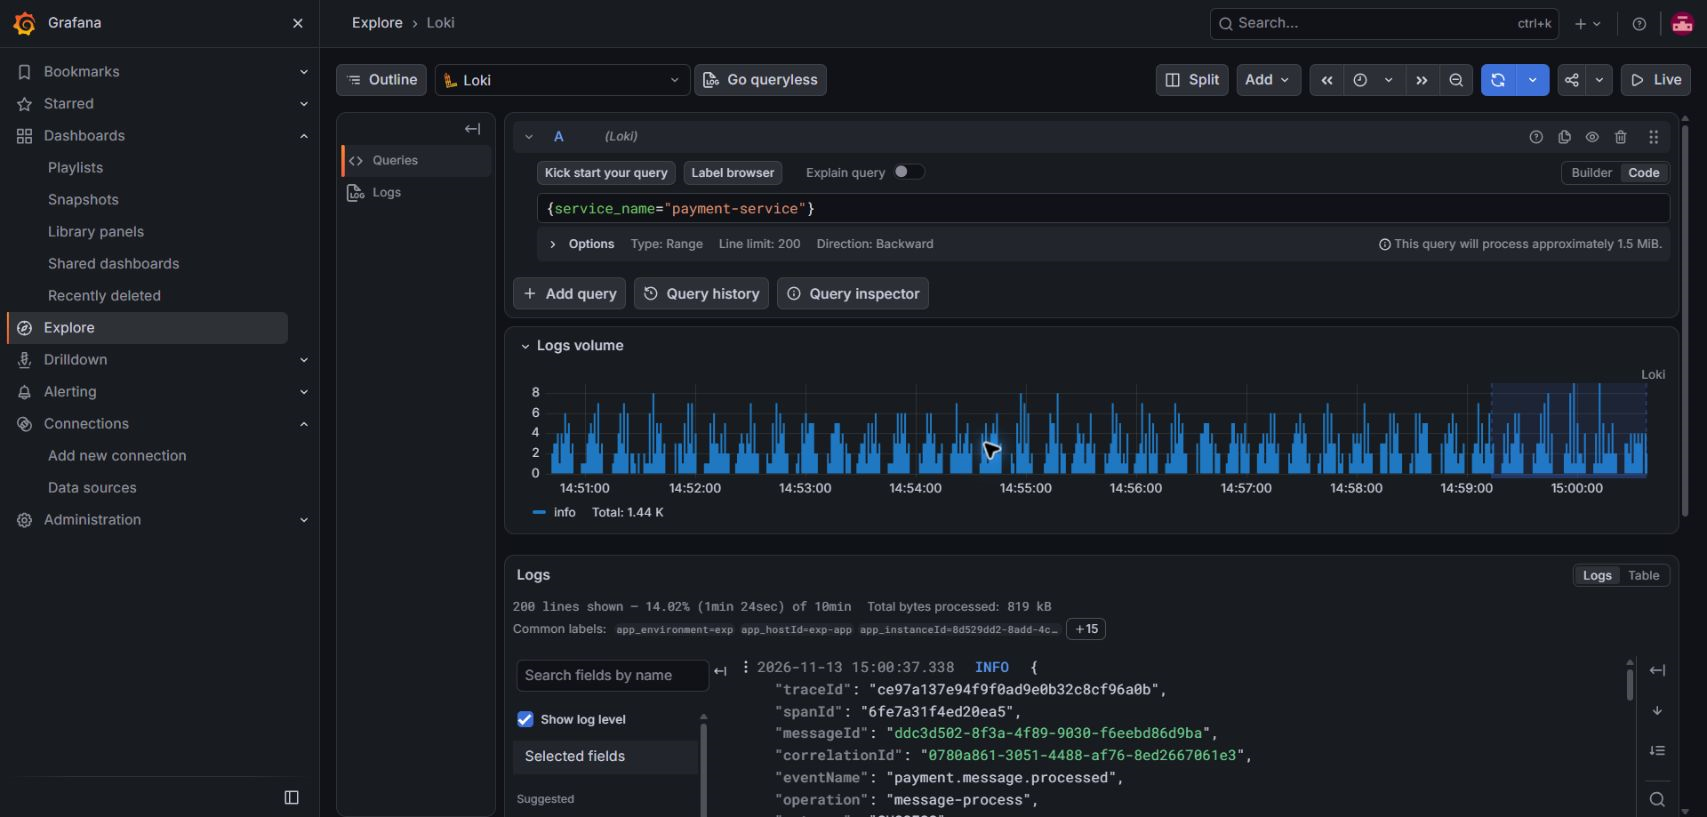 Grafana
Explore › Loki
Search...
ctrl+k
Bookmarks
Starred
Dashboards
Playlists
Snapshots
Library panels
Shared dashboards
Recently deleted
Explore
Drilldown
Alerting
Connections
Add new connection
Data sources
Administration
Outline
Loki
Go queryless
Split
Add
Live
Queries
Logs
A (Loki)
Kick start your query
Label browser
Explain query
Builder
Code
{service_name="payment-service"}
Options Type: Range Line limit: 200 Direction: Backward
This query will process approximately 1.5 MiB.
+ Add query
Query history
Query inspector
Logs volume
Loki
8
6
4
2
0
14:51:00 14:52:00 14:53:00 14:54:00 14:55:00 14:56:00 14:57:00 14:58:00 14:59:00 15:00:00
info Total: 1.44 K
Logs
Logs
Table
200 lines shown — 14.02% (1min 24sec) of 10min Total bytes processed: 819 kB
Common labels: app_environment=exp app_hostId=exp-app app_instanceId=8d529dd2-8add-4c… +15
Search fields by name
Show log level
Selected fields
Suggested
2026-11-13 15:00:37.338 INFO {
"traceId": "ce97a137e94f9f0ad9e0b32c8cf96a0b",
"spanId": "6fe7a31f4ed20ea5",
"messageId": "ddc3d502-8f3a-4f89-9030-f6eebd86d9ba",
"correlationId": "0780a861-3051-4488-af76-8ed2667061e3",
"eventName": "payment.message.processed",
"operation": "message-process",